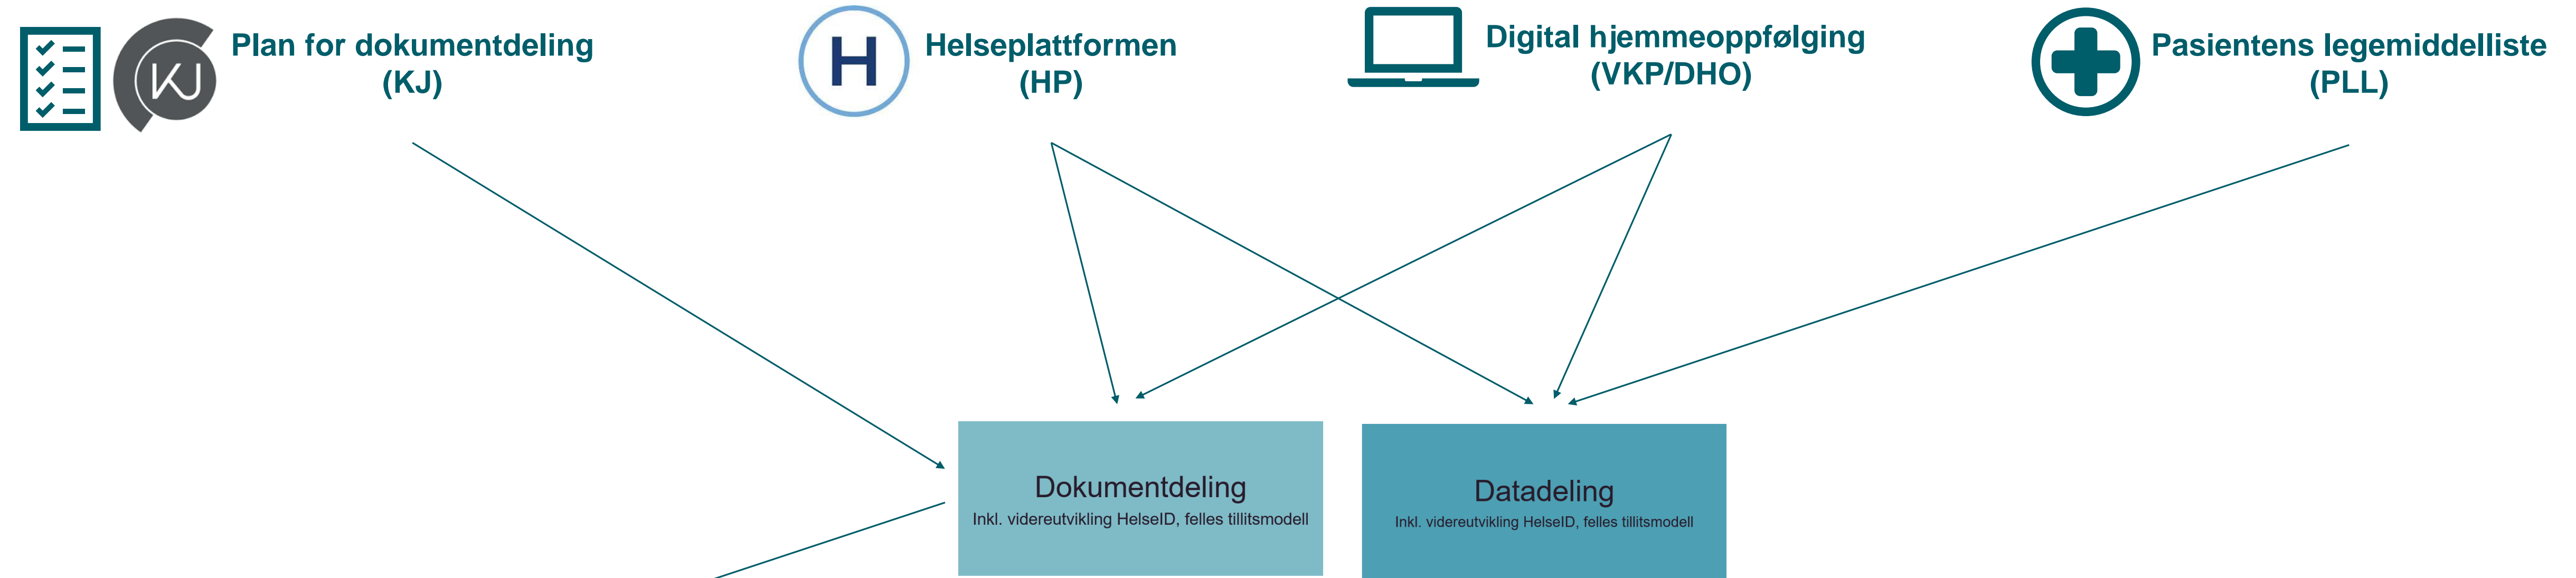 KJ
Plan for dokumentdeling
(KJ)
H
Helseplattformen
(HP)
Digital hjemmeoppfølging
(VKP/DHO)
Pasientens legemiddelliste
(PLL)
Dokumentdeling
Inkl. videreutvikling HelseID, felles tillitsmodell
Datadeling
Inkl. videreutvikling HelseID, felles tillitsmodell